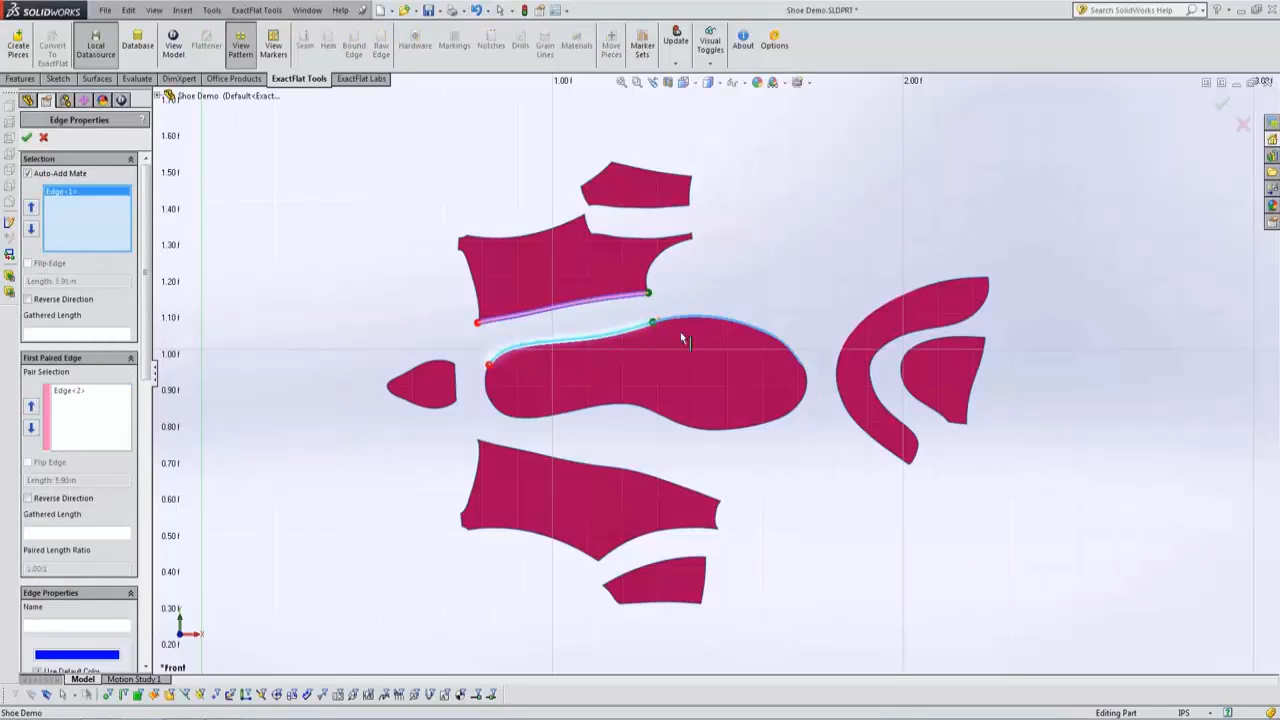 SOLIDWORKS
File Edit View Insert Tools ExactFlat Tools Window Help
Shoe Demo.SLDPRT *
Search SolidWorks Help
Create Pieces
Convert To ExactFlat
Local Datasource
Database
View Model
Flattener
View Pattern
View Markers
Seam
Hem
Bound Edge
Raw Edge
Hardware
Markings
Notches
Drills
Grain Lines
Materials
Move Pieces
Marker Sets
Update
Visual Toggles
About
Options
Features Sketch Surfaces Evaluate DimXpert Office Products ExactFlat Tools ExactFlat Labs
1.00 f 2.00 f
Shoe Demo (Default<Exact...
Edge Properties ?
Selection
Auto-Add Mate
Edge<1>
Flip Edge
Reverse Direction
Gathered Length
First Paired Edge
Pair Selection
Edge<2>
Flip Edge
Reverse Direction
Gathered Length
Paired Length Ratio
1.00:1
Edge Properties
Name
Use Default Color
1.60 f
1.50 f
1.40 f
1.30 f
1.20 f
1.10 f
1.00 f
0.90 f
0.80 f
0.70 f
0.60 f
0.50 f
0.40 f
0.30
0.20 f
*Front
Model Motion Study 1
Shoe Demo
Editing Part IPS